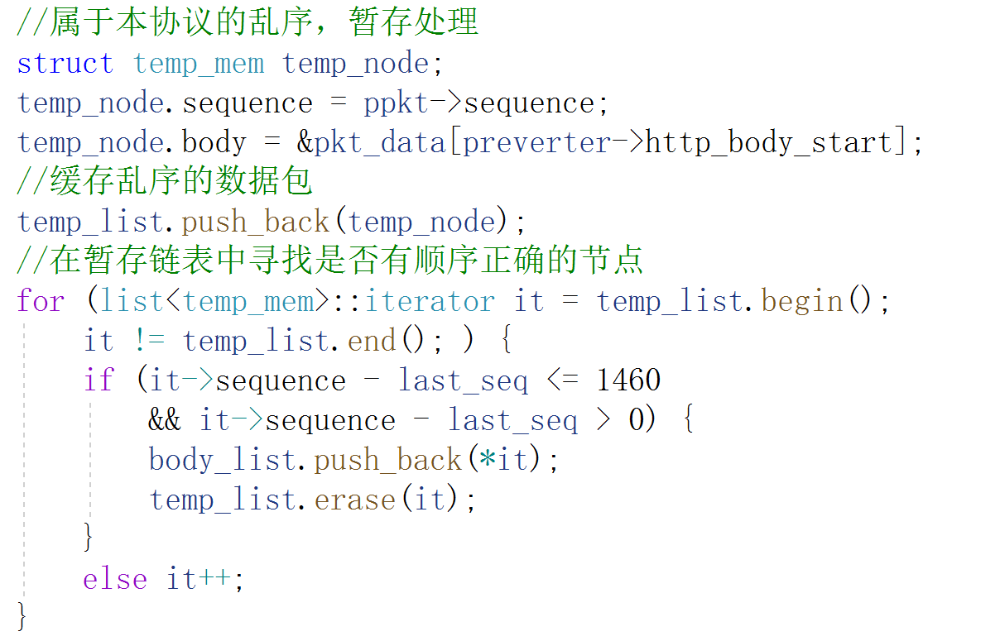 //属于本协议的乱序，暂存处理
struct temp_mem temp_node;
temp_node.sequence = ppkt->sequence;
temp_node.body = &pkt_data[preverter->http_body_start];
//缓存乱序的数据包
temp_list.push_back(temp_node);
//在暂存链表中寻找是否有顺序正确的节点
for (list<temp_mem>::iterator it = temp_list.begin();
    it != temp_list.end(); ) {
    if (it->sequence - last_seq <= 1460
        && it->sequence - last_seq > 0) {
        body_list.push_back(*it);
        temp_list.erase(it);
    }
    else it++;
}